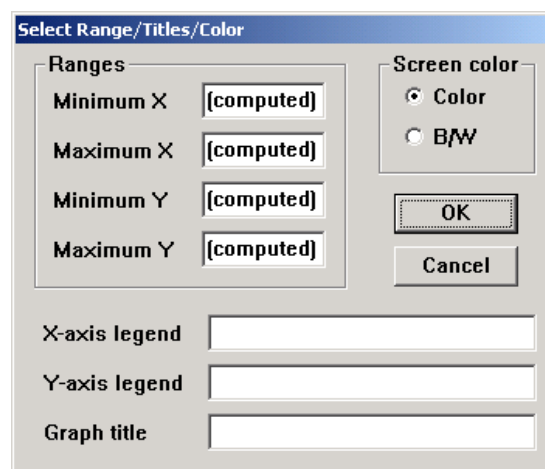 Select Range/Titles/Color
Ranges
Minimum X (computed)
Maximum X (computed)
Minimum Y (computed)
Maximum Y (computed)
Screen color
Color
B/W
OK
Cancel
X-axis legend
Y-axis legend
Graph title